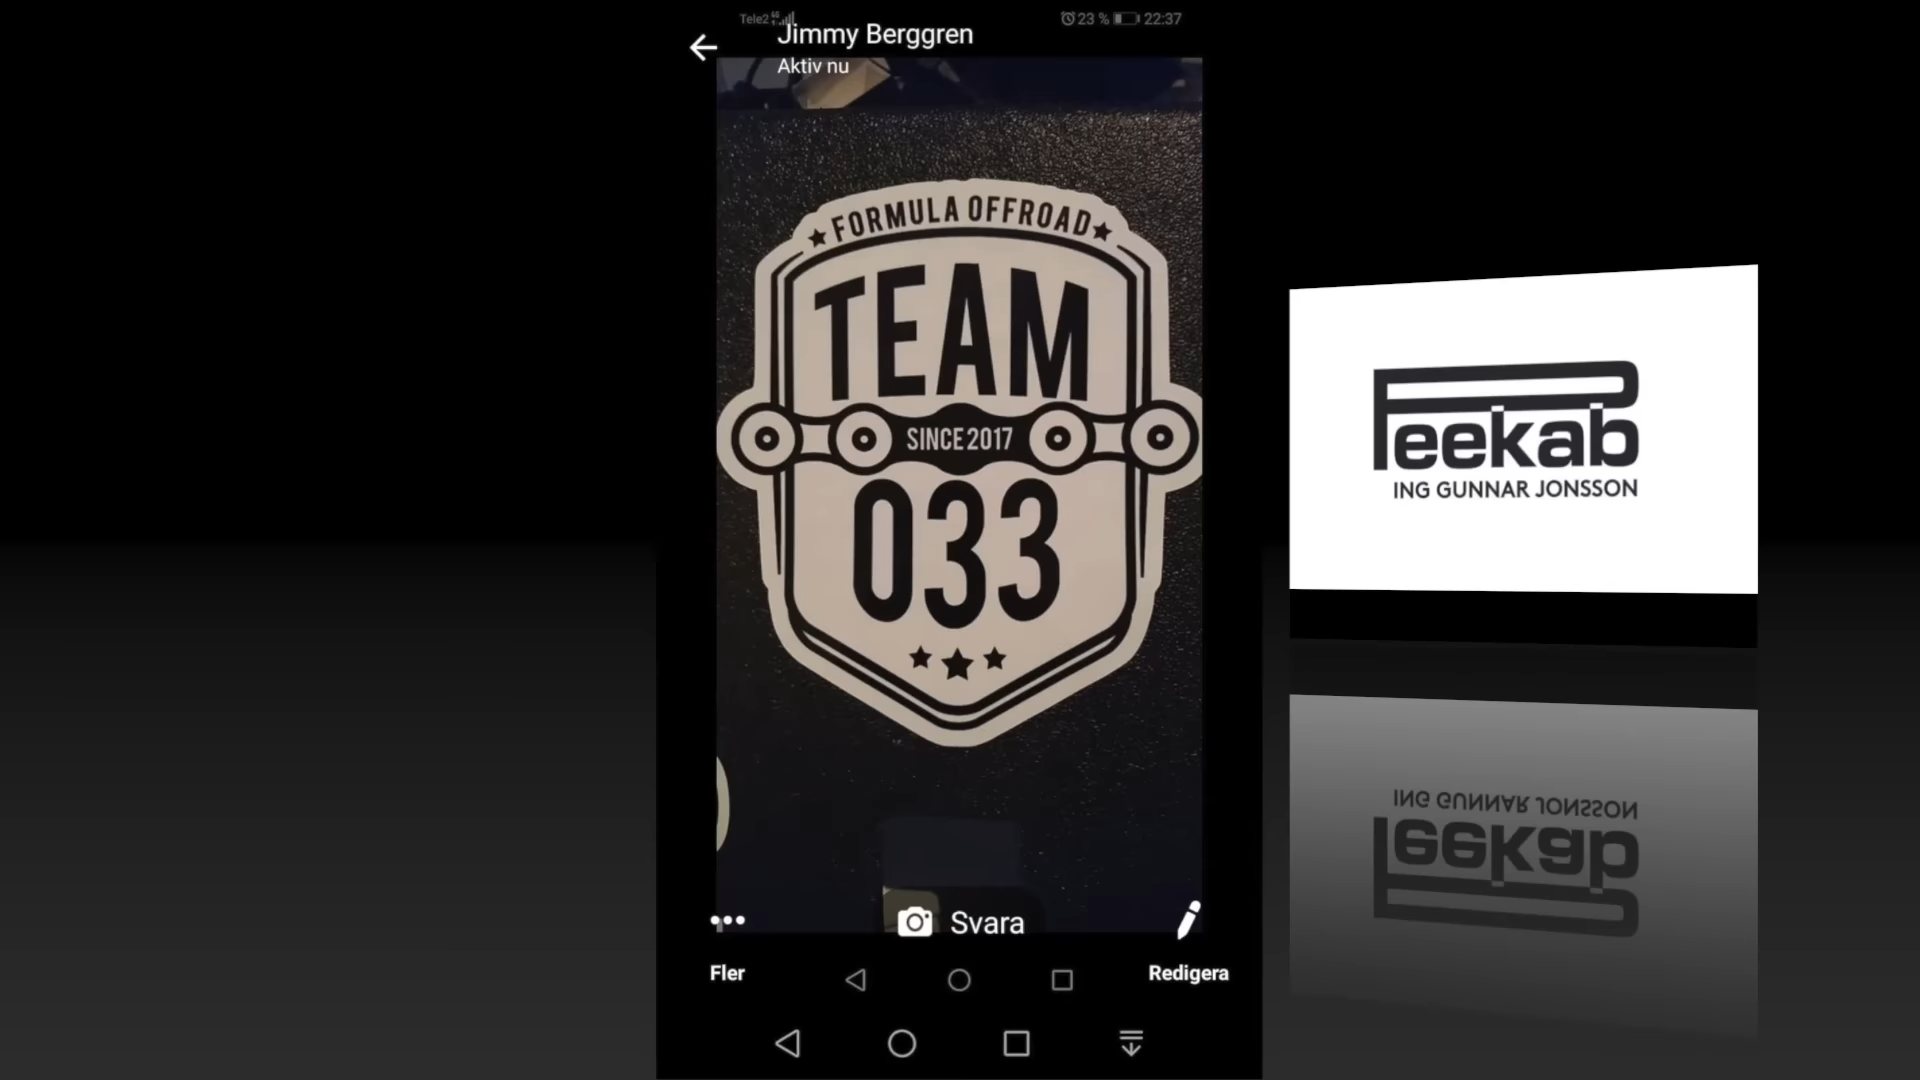 Tele2
23 %
22:37
Jimmy Berggren
Aktiv nu
★FORMULA OFFROAD★
TEAM
SINCE 2017
033
Svara
Fler
Redigera
Peekab
ING GUNNAR JONSSON
ING GUNNAR JONSSON
Peekab